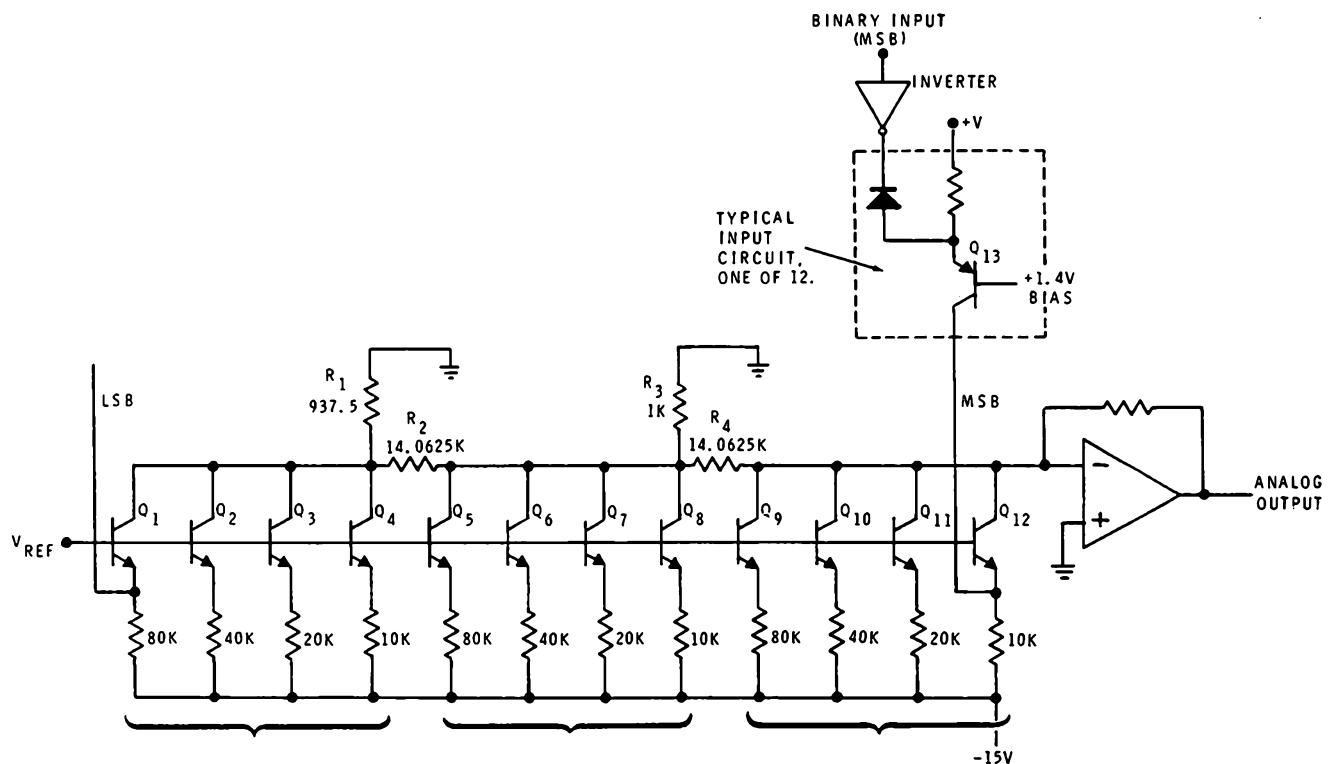 BINARY INPUT
(MSB)
INVERTER
+V
TYPICAL
INPUT
CIRCUIT,
ONE OF 12.
Q13
+1.4V
BIAS
LSB
R1
937.5
R2
14.0625K
R3
1K
R4
14.0625K
MSB
−
+
ANALOG
OUTPUT
VREF
Q1
Q2
Q3
Q4
Q5
Q6
Q7
Q8
Q9
Q10
Q11
Q12
80K
40K
20K
10K
80K
40K
20K
10K
80K
40K
20K
10K
-15V